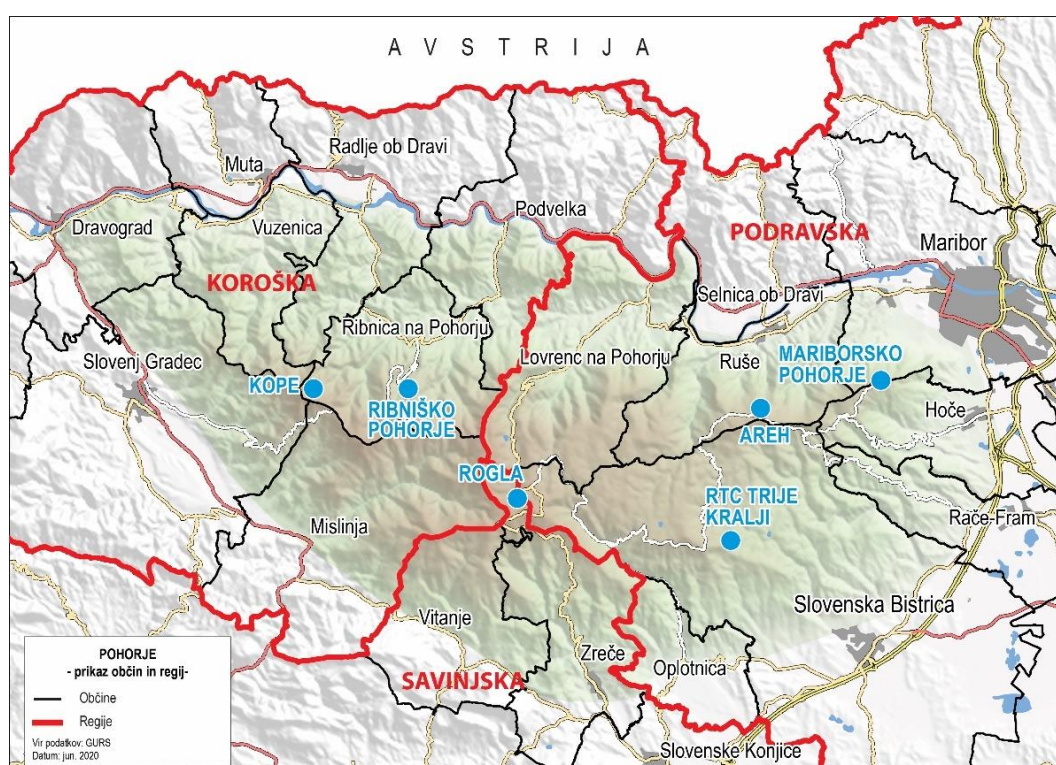 AVSTRIJA
Radlje ob Dravi
Muta
Podvelka
Dravograd
Vuzenica
PODRAVSKA
Maribor
KOROŠKA
Selnica ob Dravi
Ribnica na Pohorju
Slovenj Gradec
Lovrenc na Pohorju
Ruše
MARIBORSKO
POHORJE
KOPE
RIBNIŠKO
POHORJE
AREH
Hoče
ROGLA
RTC TRIJE
KRALJI
Mislinja
Rače-Fram
Slovenska Bistrica
Vitanje
Zreče
Oplotnica
SAVINJSKA
Slovenske Konjice
POHORJE
- prikaz občin in regij-
Občine
Regije
Vir podatkov: GURS
Datum: jun. 2020